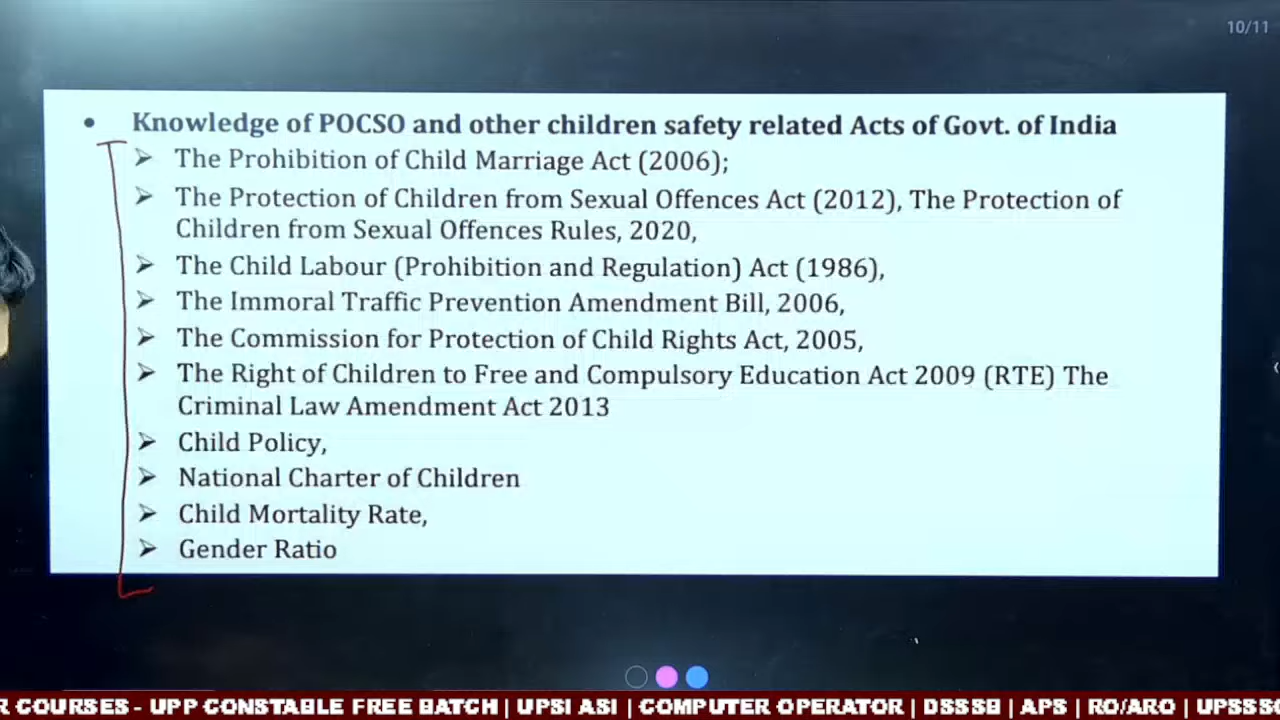 10/11
• Knowledge of POCSO and other children safety related Acts of Govt. of India
➢ The Prohibition of Child Marriage Act (2006);
➢ The Protection of Children from Sexual Offences Act (2012), The Protection of
Children from Sexual Offences Rules, 2020,
➢ The Child Labour (Prohibition and Regulation) Act (1986),
➢ The Immoral Traffic Prevention Amendment Bill, 2006,
➢ The Commission for Protection of Child Rights Act, 2005,
➢ The Right of Children to Free and Compulsory Education Act 2009 (RTE) The
Criminal Law Amendment Act 2013
➢ Child Policy,
➢ National Charter of Children
➢ Child Mortality Rate,
➢ Gender Ratio
R COURSES - UPP CONSTABLE FREE BATCH | UPSI ASI | COMPUTER OPERATOR | DSSSB | APS | RO/ARO | UPSSSC